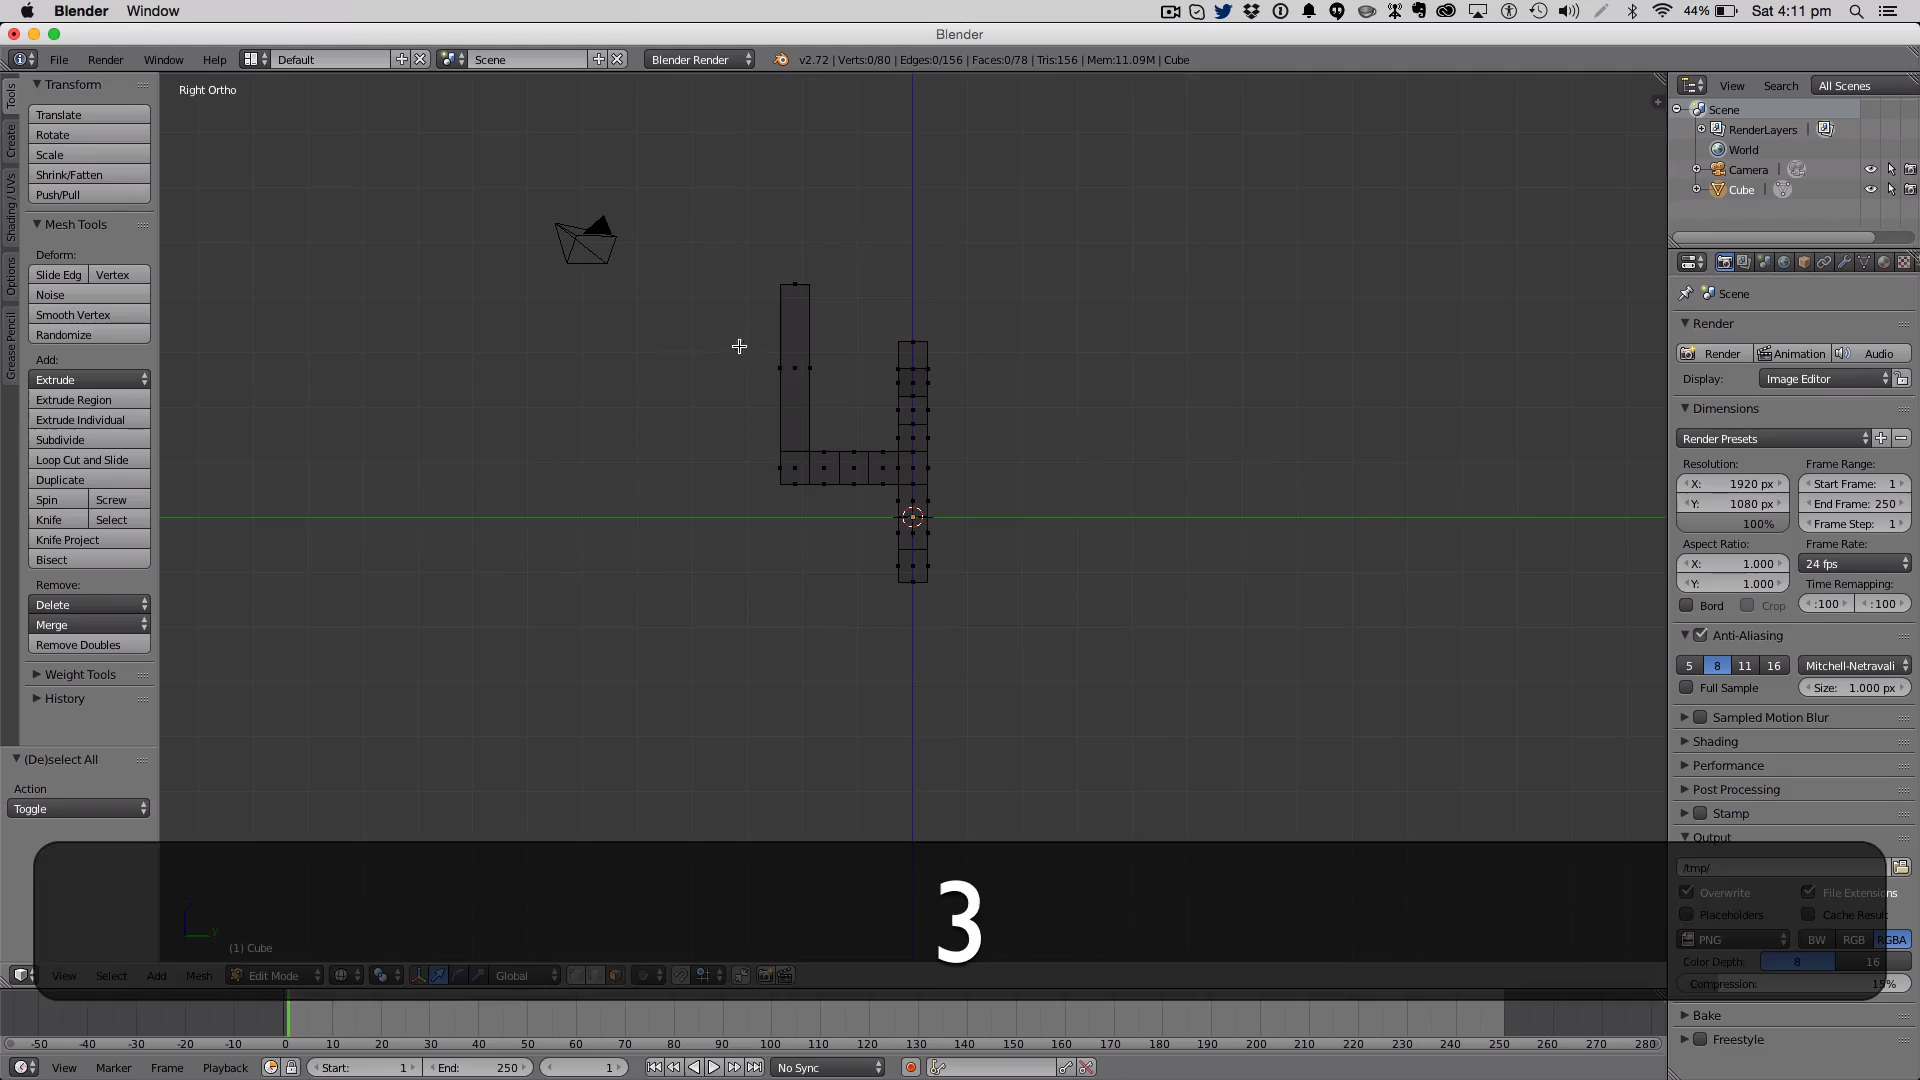 Blender Window
44% Sat 4:11 pm
Blender
File Render Window Help Default Scene Blender Render v2.72 | Verts:0/80 | Edges:0/156 | Faces:0/78 | Tris:156 | Mem:11.09M | Cube
Tools
Create
Shading / UVs
Options
Grease Pencil
Transform
Translate
Rotate
Scale
Shrink/Fatten
Push/Pull
Mesh Tools
Deform:
Slide Edg Vertex
Noise
Smooth Vertex
Randomize
Add:
Extrude
Extrude Region
Extrude Individual
Subdivide
Loop Cut and Slide
Duplicate
Spin Screw
Knife Select
Knife Project
Bisect
Remove:
Delete
Merge
Remove Doubles
Weight Tools
History
(De)select All
Action
Toggle
Right Ortho
3
y
(1) Cube
View Select Add Mesh Edit Mode Global
View Search All Scenes
Scene
RenderLayers
World
Camera
Cube
Scene
Render
Render Animation Audio
Display: Image Editor
Dimensions
Render Presets
Resolution: Frame Range:
X: 1920 px Start Frame: 1
Y: 1080 px End Frame: 250
100% Frame Step: 1
Aspect Ratio: Frame Rate:
X: 1.000 24 fps
Y: 1.000 Time Remapping:
Bord Crop :100 :100
Anti-Aliasing
5 8 11 16 Mitchell-Netravali
Full Sample Size: 1.000 px
Sampled Motion Blur
Shading
Performance
Post Processing
Stamp
Output
/tmp/
Overwrite File Extensions
Placeholders Cache Result
PNG BW RGB RGBA
Color Depth: 8 16
Compression: 15%
Bake
Freestyle
-50 -40 -30 -20 -10 0 10 20 30 40 50 60 70 80 90 100 110 120 130 140 150 160 170 180 190 200 210 220 230 240 250 260 270 280
View Marker Frame Playback Start: 1 End: 250 1 No Sync